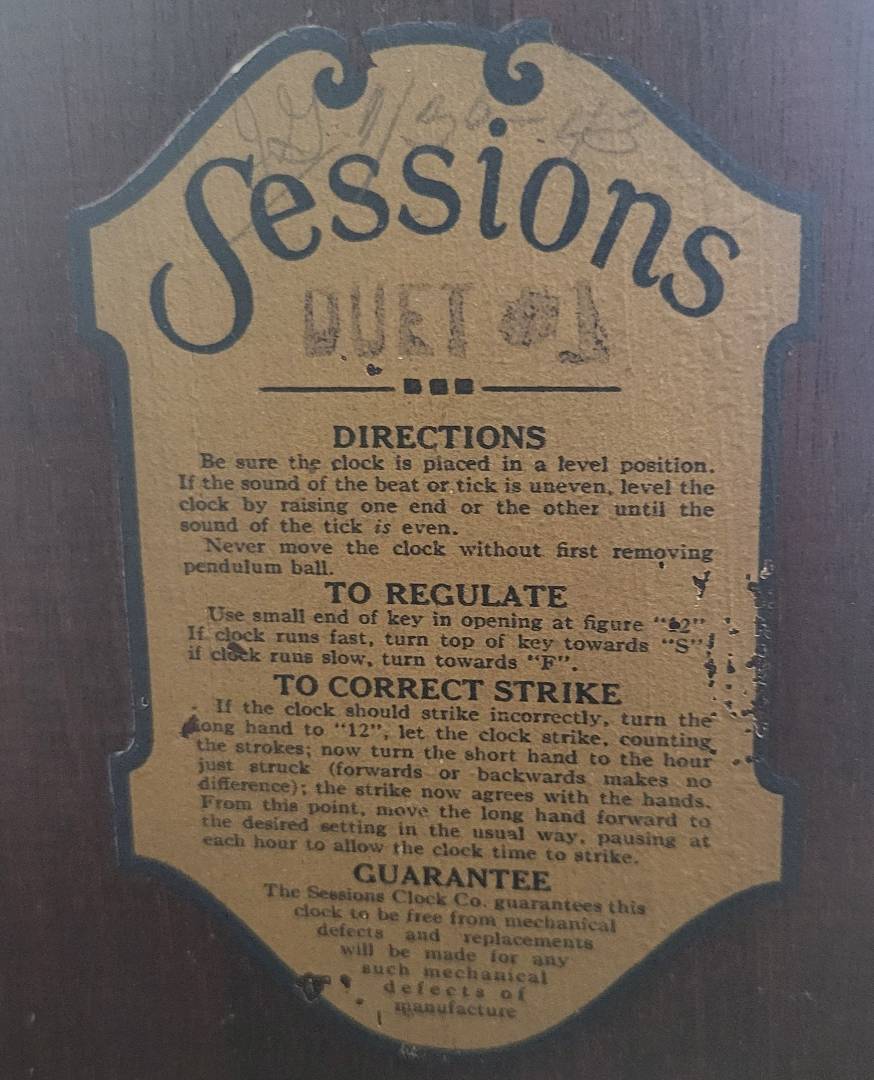 Sessions
DUET #1
DIRECTIONS
Be sure the clock is placed in a level position.
If the sound of the beat or tick is uneven, level the
clock by raising one end or the other until the
sound of the tick is even.
Never move the clock without first removing
pendulum ball.
TO REGULATE
Use small end of key in opening at figure "12"
If clock runs fast, turn top of key towards "S"
if clock runs slow, turn towards "F".
TO CORRECT STRIKE
If the clock should strike incorrectly, turn the
long hand to "12", let the clock strike, counting
the strokes; now turn the short hand to the hour
just struck (forwards or backwards makes no
difference); the strike now agrees with the hands.
From this point, move the long hand forward to
the desired setting in the usual way, pausing at
each hour to allow the clock time to strike.
GUARANTEE
The Sessions Clock Co. guarantees this
clock to be free from mechanical
defects and replacements
will be made for any
such mechanical
defects of
manufacture